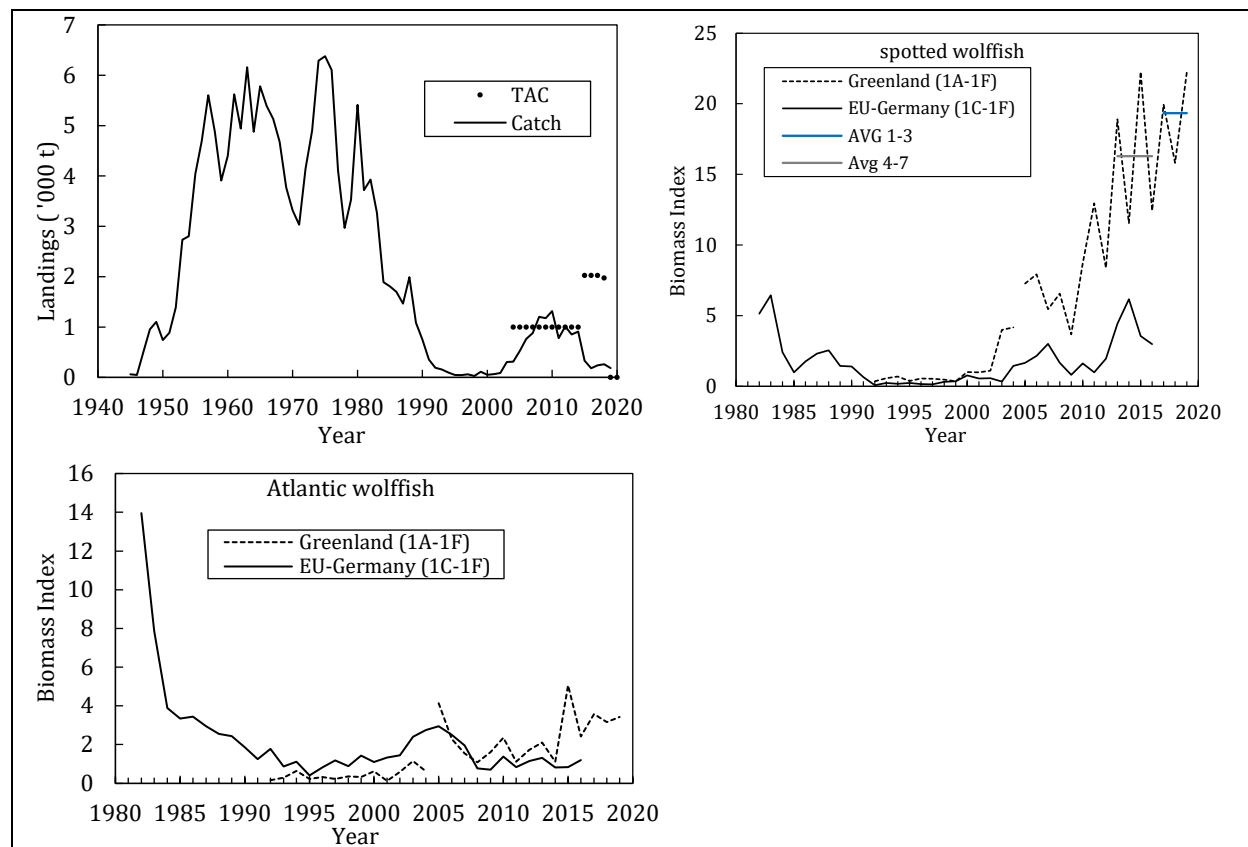 7
6
5
4
3
2
1
0
Landings ( '000 t)
TAC
Catch
1940 1950 1960 1970 1980 1990 2000 2010 2020
Year
spotted wolffish
25
20
15
10
5
0
Biomass Index
Greenland (1A-1F)
EU-Germany (1C-1F)
AVG 1-3
Avg 4-7
1980 1985 1990 1995 2000 2005 2010 2015 2020
Year
Atlantic wolffish
16
14
12
10
8
6
4
2
0
Biomass Index
Greenland (1A-1F)
EU-Germany (1C-1F)
1980 1985 1990 1995 2000 2005 2010 2015 2020
Year